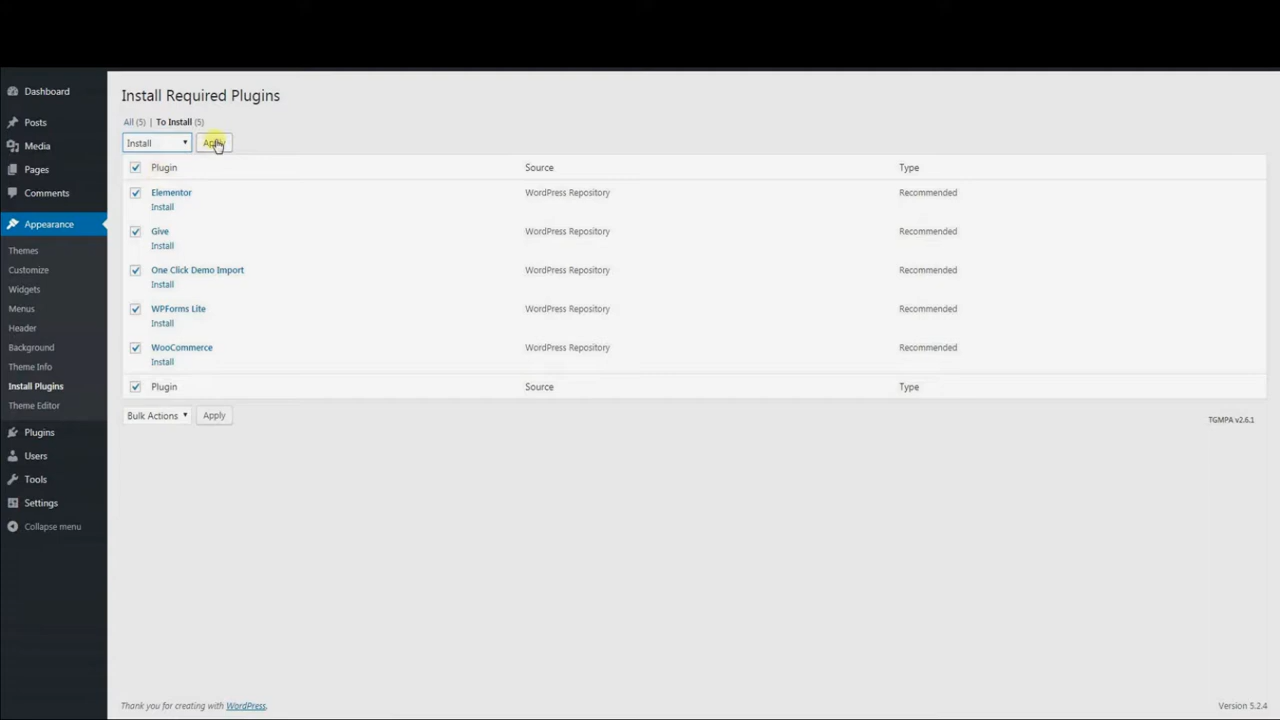 Dashboard
Posts
Media
Pages
Comments
Appearance
Themes
Customize
Widgets
Menus
Header
Background
Theme Info
Install Plugins
Theme Editor
Plugins
Users
Tools
Settings
Collapse menu
Install Required Plugins
All (5) | To Install (5)
Install Apply
Plugin Source Type
Elementor WordPress Repository Recommended
Install
Give WordPress Repository Recommended
Install
One Click Demo Import WordPress Repository Recommended
Install
WPForms Lite WordPress Repository Recommended
Install
WooCommerce WordPress Repository Recommended
Install
Plugin Source Type
Bulk Actions Apply
TGMPA v2.6.1
Thank you for creating with WordPress. Version 5.2.4